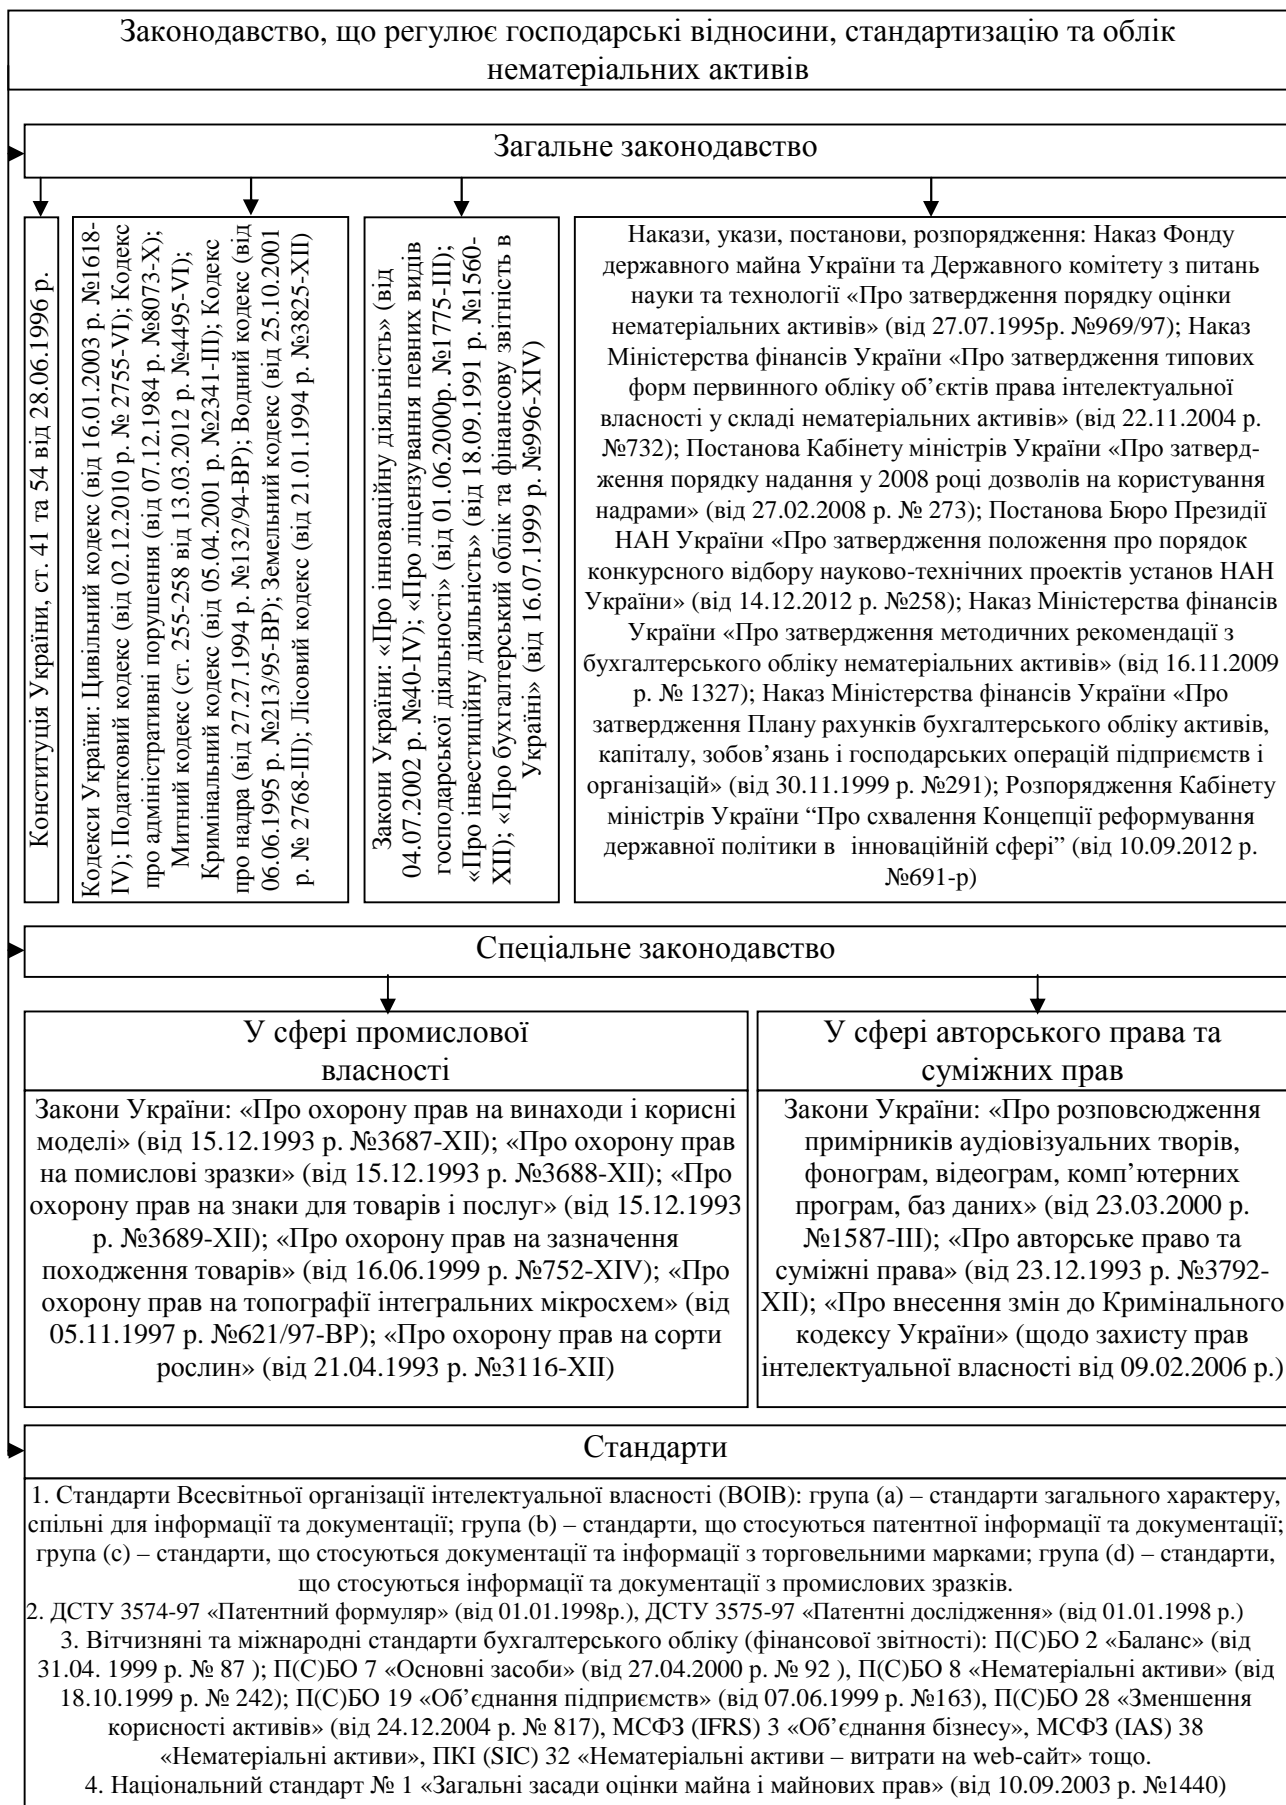 Законодавство, що регулює господарські відносини, стандартизацію та облік
нематеріальних активів
Загальне законодавство
Конституція України, ст. 41 та 54 від 28.06.1996 р.
Кодекси України: Цивільний кодекс (від 16.01.2003 р. №1618-
IV); Податковий кодекс (від 02.12.2010 р. № 2755-VI); Кодекс
про адміністративні порушення (від 07.12.1984 р. №8073-X);
Митний кодекс (ст. 255-258 від 13.03.2012 р. №4495-VI);
Кримінальний кодекс (від 05.04.2001 р. №2341-III); Кодекс
про надра (від 27.27.1994 р. №132/94-ВР); Водний кодекс (від
06.06.1995 р. №213/95-ВР); Земельний кодекс (від 25.10.2001
р. № 2768-III); Лісовий кодекс (від 21.01.1994 р. №3825-XII)
Закони України: «Про інноваційну діяльність» (від
04.07.2002 р. №40-IV); «Про ліцензування певних видів
господарської діяльності» (від 01.06.2000р. №1775-III);
«Про інвестиційну діяльність» (від 18.09.1991 р. №1560-
XII); «Про бухгалтерський облік та фінансову звітність в
Україні» (від 16.07.1999 р. №996-XIV)
Накази, укази, постанови, розпорядження: Наказ Фонду
державного майна України та Державного комітету з питань
науки та технології «Про затвердження порядку оцінки
нематеріальних активів» (від 27.07.1995р. №969/97); Наказ
Міністерства фінансів України «Про затвердження типових
форм первинного обліку об’єктів права інтелектуальної
власності у складі нематеріальних активів» (від 22.11.2004 р.
№732); Постанова Кабінету міністрів України «Про затверд-
ження порядку надання у 2008 році дозволів на користування
надрами» (від 27.02.2008 р. № 273); Постанова Бюро Президії
НАН України «Про затвердження положення про порядок
конкурсного відбору науково-технічних проектів установ НАН
України» (від 14.12.2012 р. №258); Наказ Міністерства фінансів
України «Про затвердження методичних рекомендації з
бухгалтерського обліку нематеріальних активів» (від 16.11.2009
р. № 1327); Наказ Міністерства фінансів України «Про
затвердження Плану рахунків бухгалтерського обліку активів,
капіталу, зобов’язань і господарських операцій підприємств і
організацій» (від 30.11.1999 р. №291); Розпорядження Кабінету
міністрів України “Про схвалення Концепції реформування
державної політики в інноваційній сфері” (від 10.09.2012 р.
№691-р)
Спеціальне законодавство
У сфері промислової
власності
Закони України: «Про охорону прав на винаходи і корисні
моделі» (від 15.12.1993 р. №3687-XII); «Про охорону прав
на помислові зразки» (від 15.12.1993 р. №3688-XII); «Про
охорону прав на знаки для товарів і послуг» (від 15.12.1993
р. №3689-XII); «Про охорону прав на зазначення
походження товарів» (від 16.06.1999 р. №752-XIV); «Про
охорону прав на топографії інтегральних мікросхем» (від
05.11.1997 р. №621/97-ВР); «Про охорону прав на сорти
рослин» (від 21.04.1993 р. №3116-XII)
У сфері авторського права та
суміжних прав
Закони України: «Про розповсюдження
примірників аудіовізуальних творів,
фонограм, відеограм, комп’ютерних
програм, баз даних» (від 23.03.2000 р.
№1587-III); «Про авторське право та
суміжні права» (від 23.12.1993 р. №3792-
XII); «Про внесення змін до Кримінального
кодексу України» (щодо захисту прав
інтелектуальної власності від 09.02.2006 р.)
Стандарти
1. Стандарти Всесвітньої організації інтелектуальної власності (ВОІВ): група (a) – стандарти загального характеру,
спільні для інформації та документації; група (b) – стандарти, що стосуються патентної інформації та документації;
група (c) – стандарти, що стосуються документації та інформації з торговельними марками; група (d) – стандарти,
що стосуються інформації та документації з промислових зразків.
2. ДСТУ 3574-97 «Патентний формуляр» (від 01.01.1998р.), ДСТУ 3575-97 «Патентні дослідження» (від 01.01.1998 р.)
3. Вітчизняні та міжнародні стандарти бухгалтерського обліку (фінансової звітності): П(С)БО 2 «Баланс» (від
31.04. 1999 р. № 87 ); П(С)БО 7 «Основні засоби» (від 27.04.2000 р. № 92 ), П(С)БО 8 «Нематеріальні активи» (від
18.10.1999 р. № 242); П(С)БО 19 «Об’єднання підприємств» (від 07.06.1999 р. №163), П(С)БО 28 «Зменшення
корисності активів» (від 24.12.2004 р. № 817), МСФЗ (IFRS) 3 «Об’єднання бізнесу», МСФЗ (IAS) 38
«Нематеріальні активи», ПКІ (SIC) 32 «Нематеріальні активи – витрати на web-сайт» тощо.
4. Національний стандарт № 1 «Загальні засади оцінки майна і майнових прав» (від 10.09.2003 р. №1440)